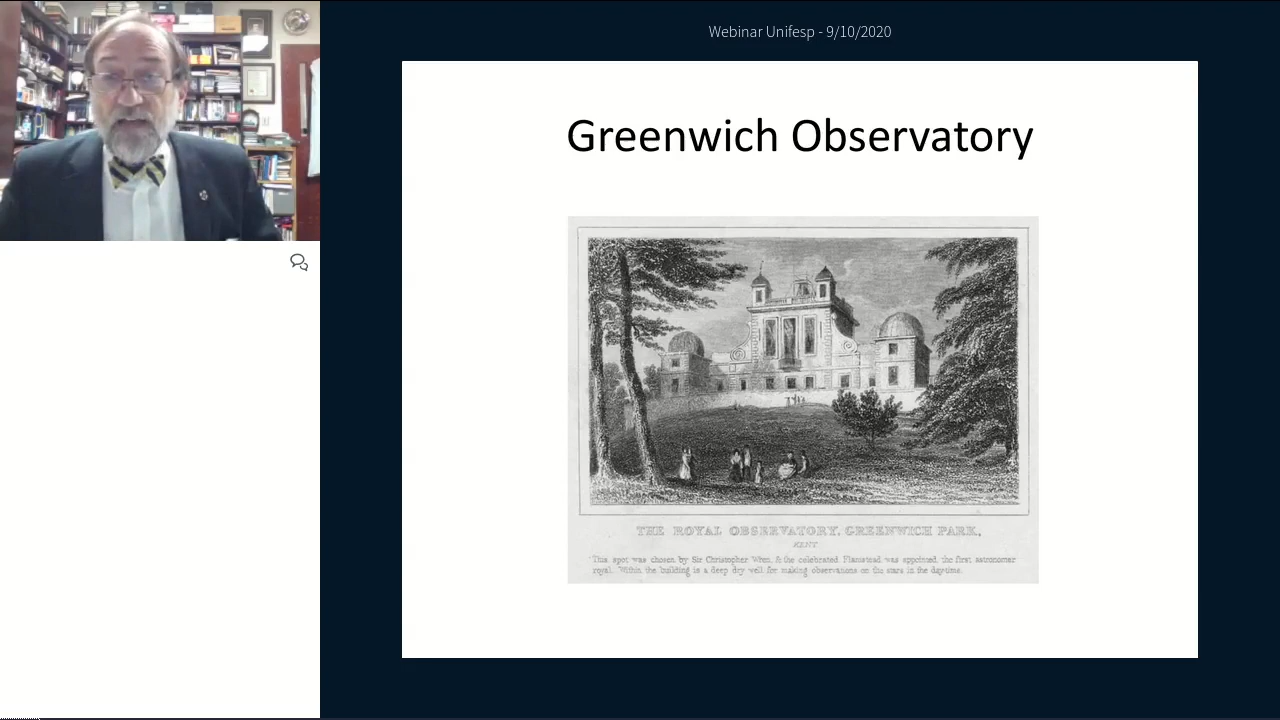 Webinar Unifesp - 9/10/2020
Greenwich Observatory
THE ROYAL OBSERVATORY, GREENWICH PARK,
KENT
This spot was chosen by Sir Christopher Wren, & the celebrated Flamstead was appointed, the first astronomer
royal. Within the building is a deep dry well for making observations on the stars in the daytime.